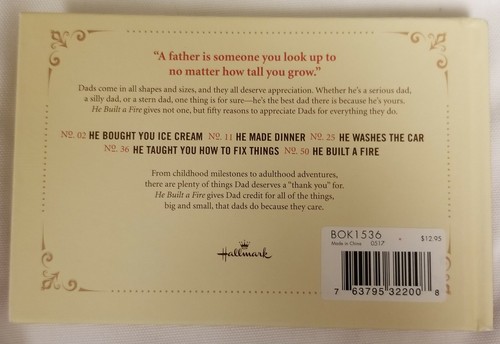 “A father is someone you look up to
no matter how tall you grow.”
Dads come in all shapes and sizes, and they all deserve appreciation. Whether he's a serious dad,
a silly dad, or a stern dad, one thing is for sure—he's the best dad there is because he's yours.
He Built a Fire gives not one, but fifty reasons to appreciate Dads for everything they do.
No. 02 HE BOUGHT YOU ICE CREAM No. 11 HE MADE DINNER No. 25 HE WASHES THE CAR
No. 36 HE TAUGHT YOU HOW TO FIX THINGS No. 50 HE BUILT A FIRE
From childhood milestones to adulthood adventures,
there are plenty of things Dad deserves a “thank you” for.
He Built a Fire gives Dad credit for all of the things,
big and small, that dads do because they care.
Hallmark
BOK1536 $12.95
Made in China 0517
7 63795 32200 8